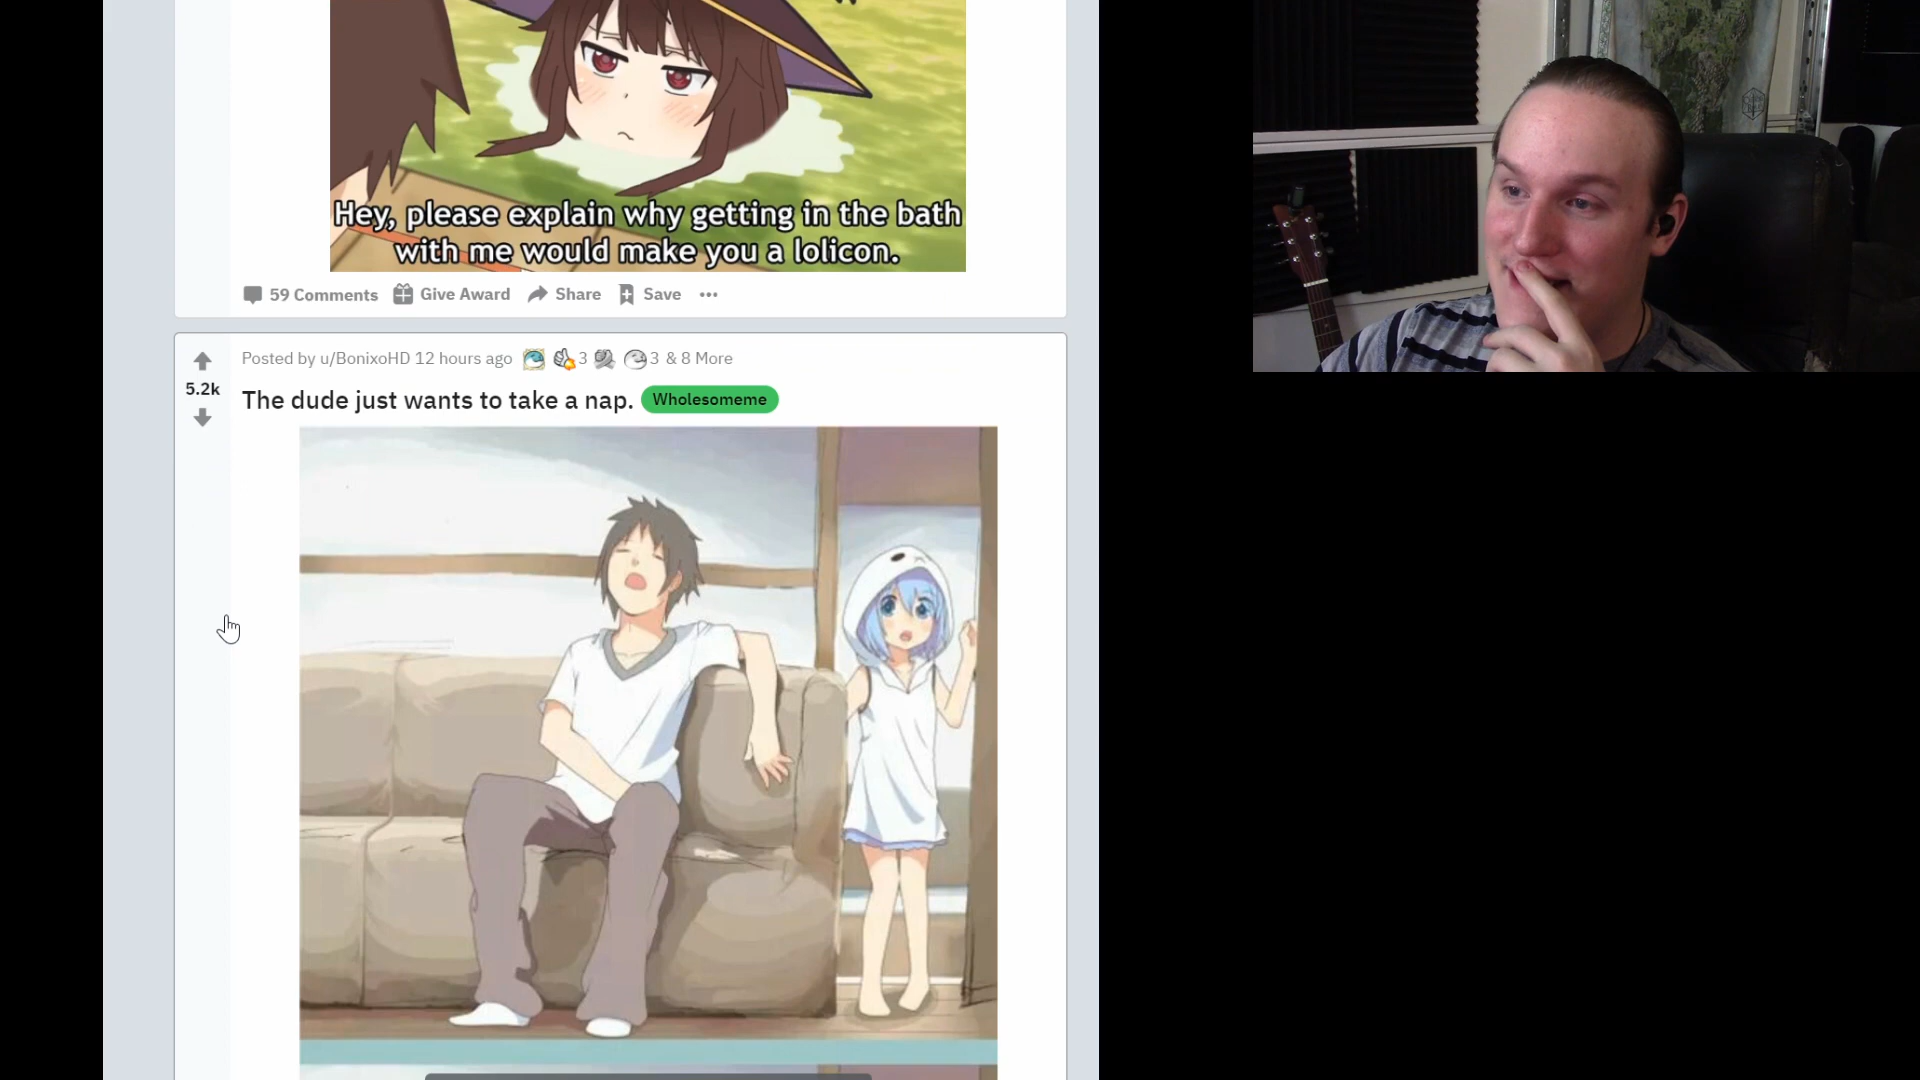 Hey, please explain why getting in the bath
with me would make you a lolicon.
59 Comments Give Award Share Save
Posted by u/BonixoHD 12 hours ago 3 3 & 8 More
5.2k
The dude just wants to take a nap. Wholesomeme